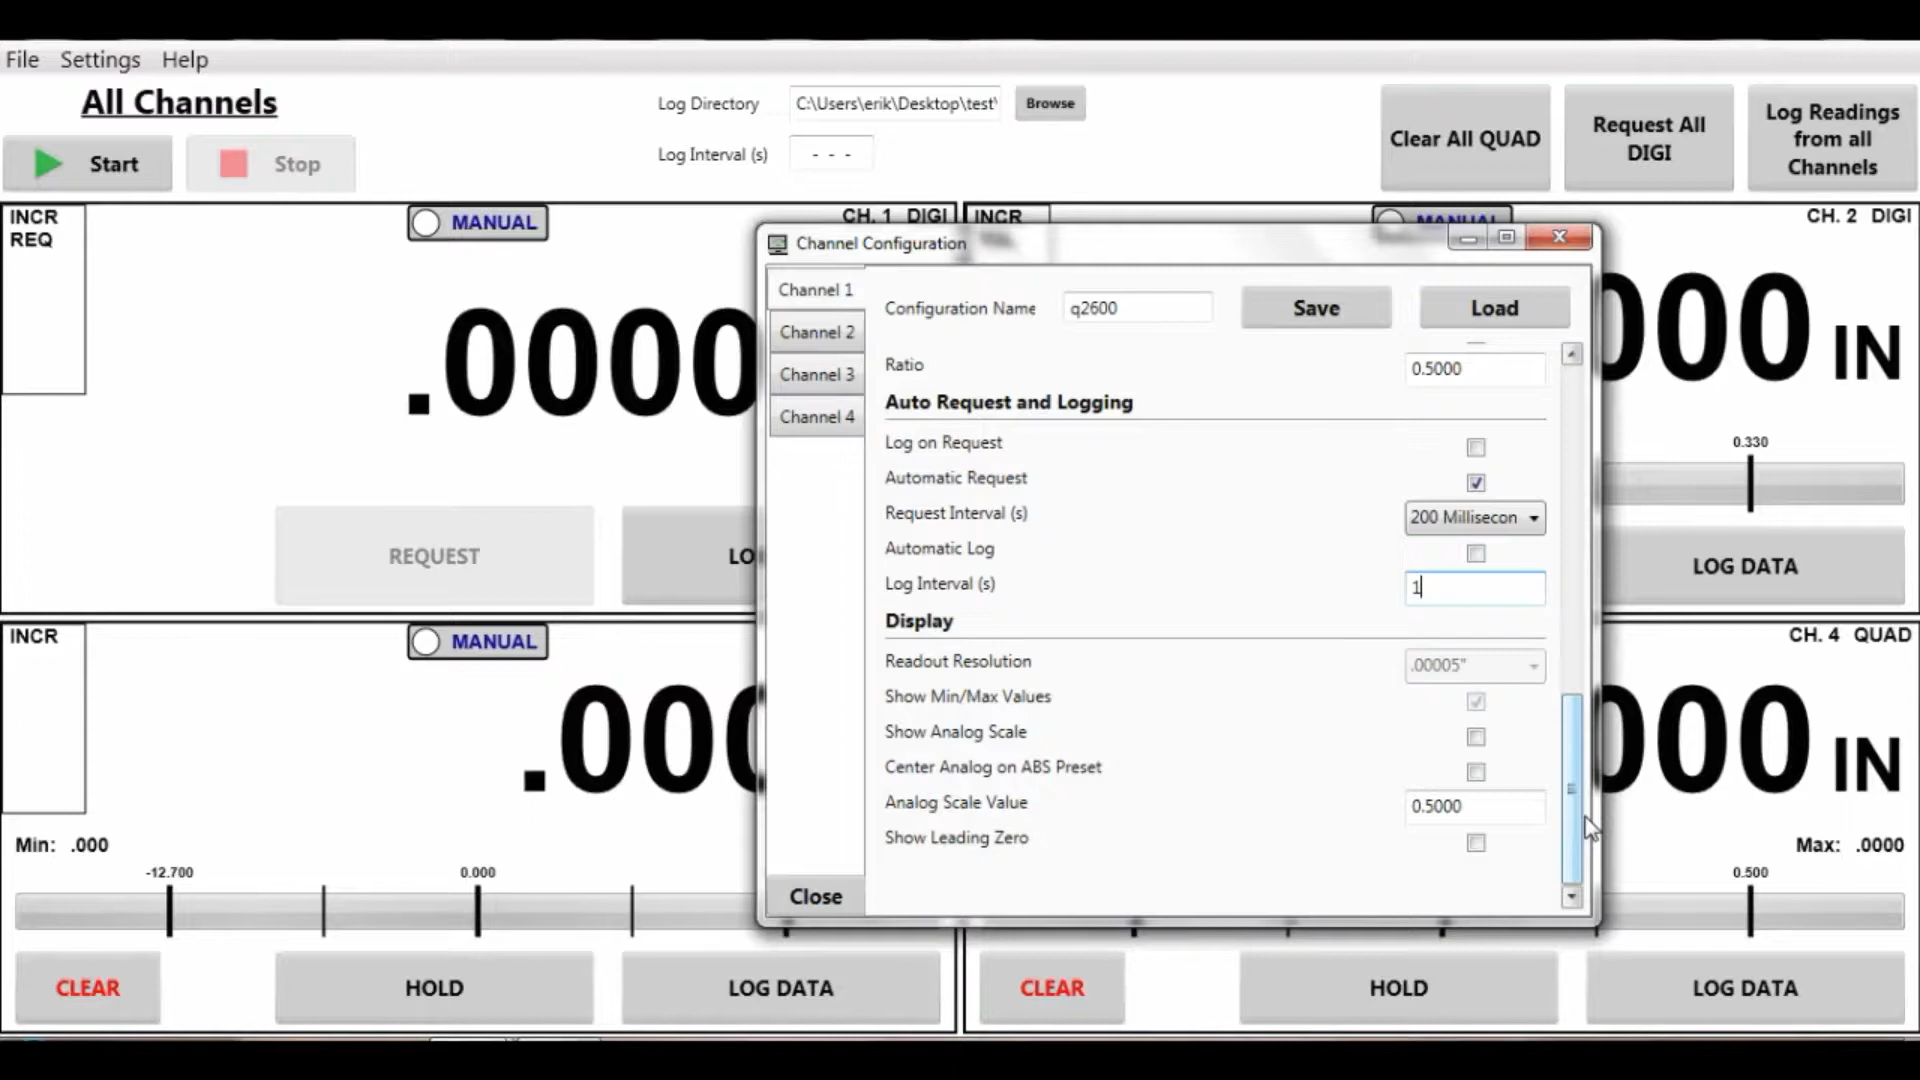 File Settings Help
All Channels
Start
Stop
Log Directory
C:\Users\erik\Desktop\test\
Browse
Log Interval (s)
- - -
Clear All QUAD
Request All
DIGI
Log Readings
from all
Channels
INCR
REQ
MANUAL
CH. 1 DIGI
.0000
REQUEST
LO
INCR
MANUAL
CH. 2 DIGI
000 IN
0.330
LOG DATA
Channel Configuration
Channel 1
Channel 2
Channel 3
Channel 4
Close
Configuration Name
q2600
Save
Load
Ratio
0.5000
Auto Request and Logging
Log on Request
Automatic Request
Request Interval (s)
200 Millisecon
Automatic Log
Log Interval (s)
1
Display
Readout Resolution
.00005"
Show Min/Max Values
Show Analog Scale
Center Analog on ABS Preset
Analog Scale Value
0.5000
Show Leading Zero
INCR
MANUAL
.000
Min: .000
-12.700
0.000
CLEAR
HOLD
LOG DATA
CH. 4 QUAD
000 IN
Max: .0000
0.500
CLEAR
HOLD
LOG DATA